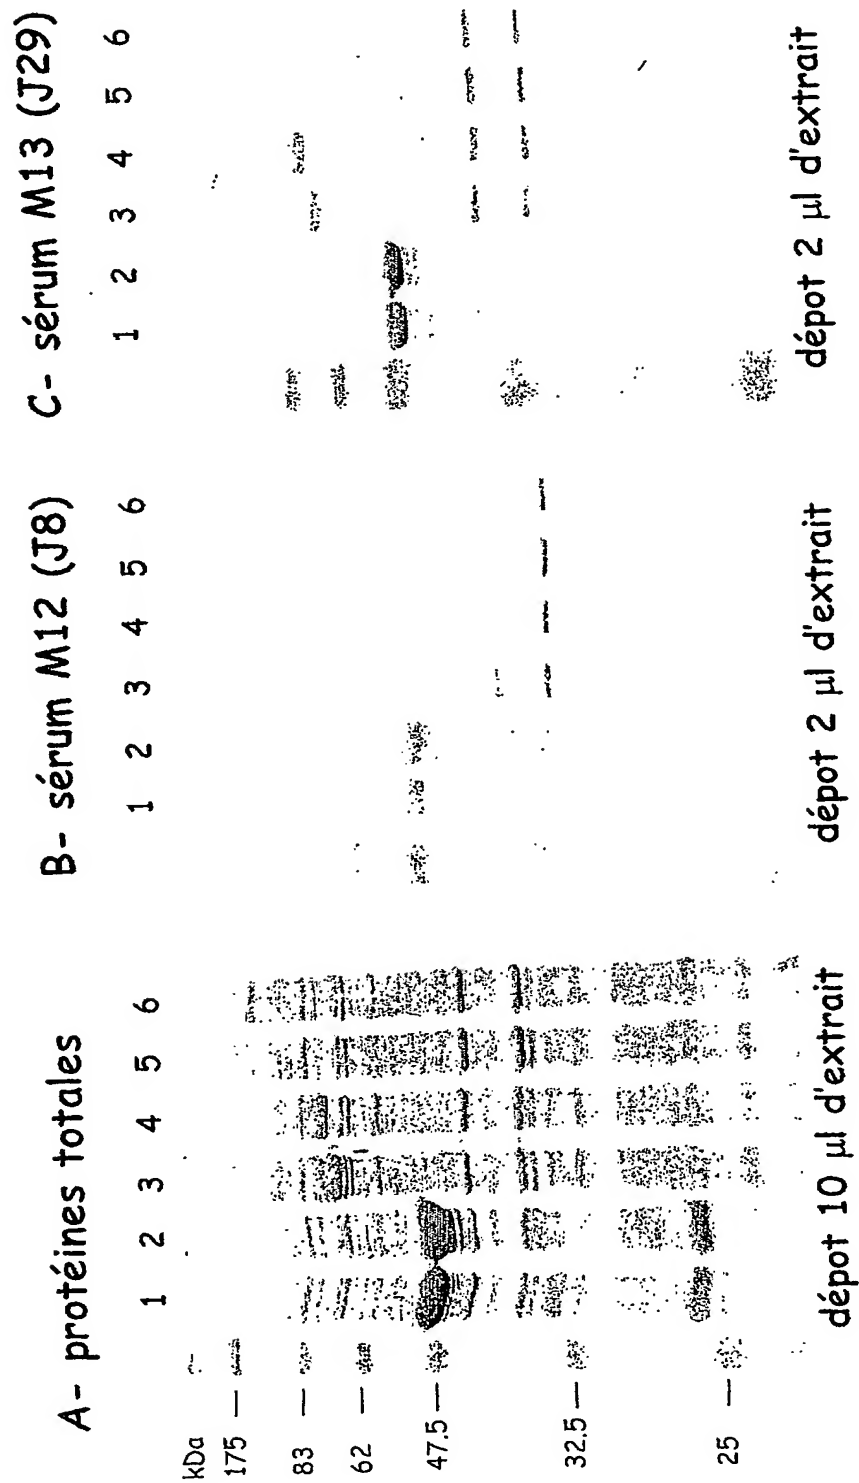 A- protéines totales
kDa 1 2 3 4 5 6
175
83
62
47.5
32.5
25
dépot 10 µl d'extrait
B- sérum M12 (J8)
1 2 3 4 5 6
dépot 2 µl d'extrait
C- sérum M13 (J29)
1 2 3 4 5 6
dépot 2 µl d'extrait